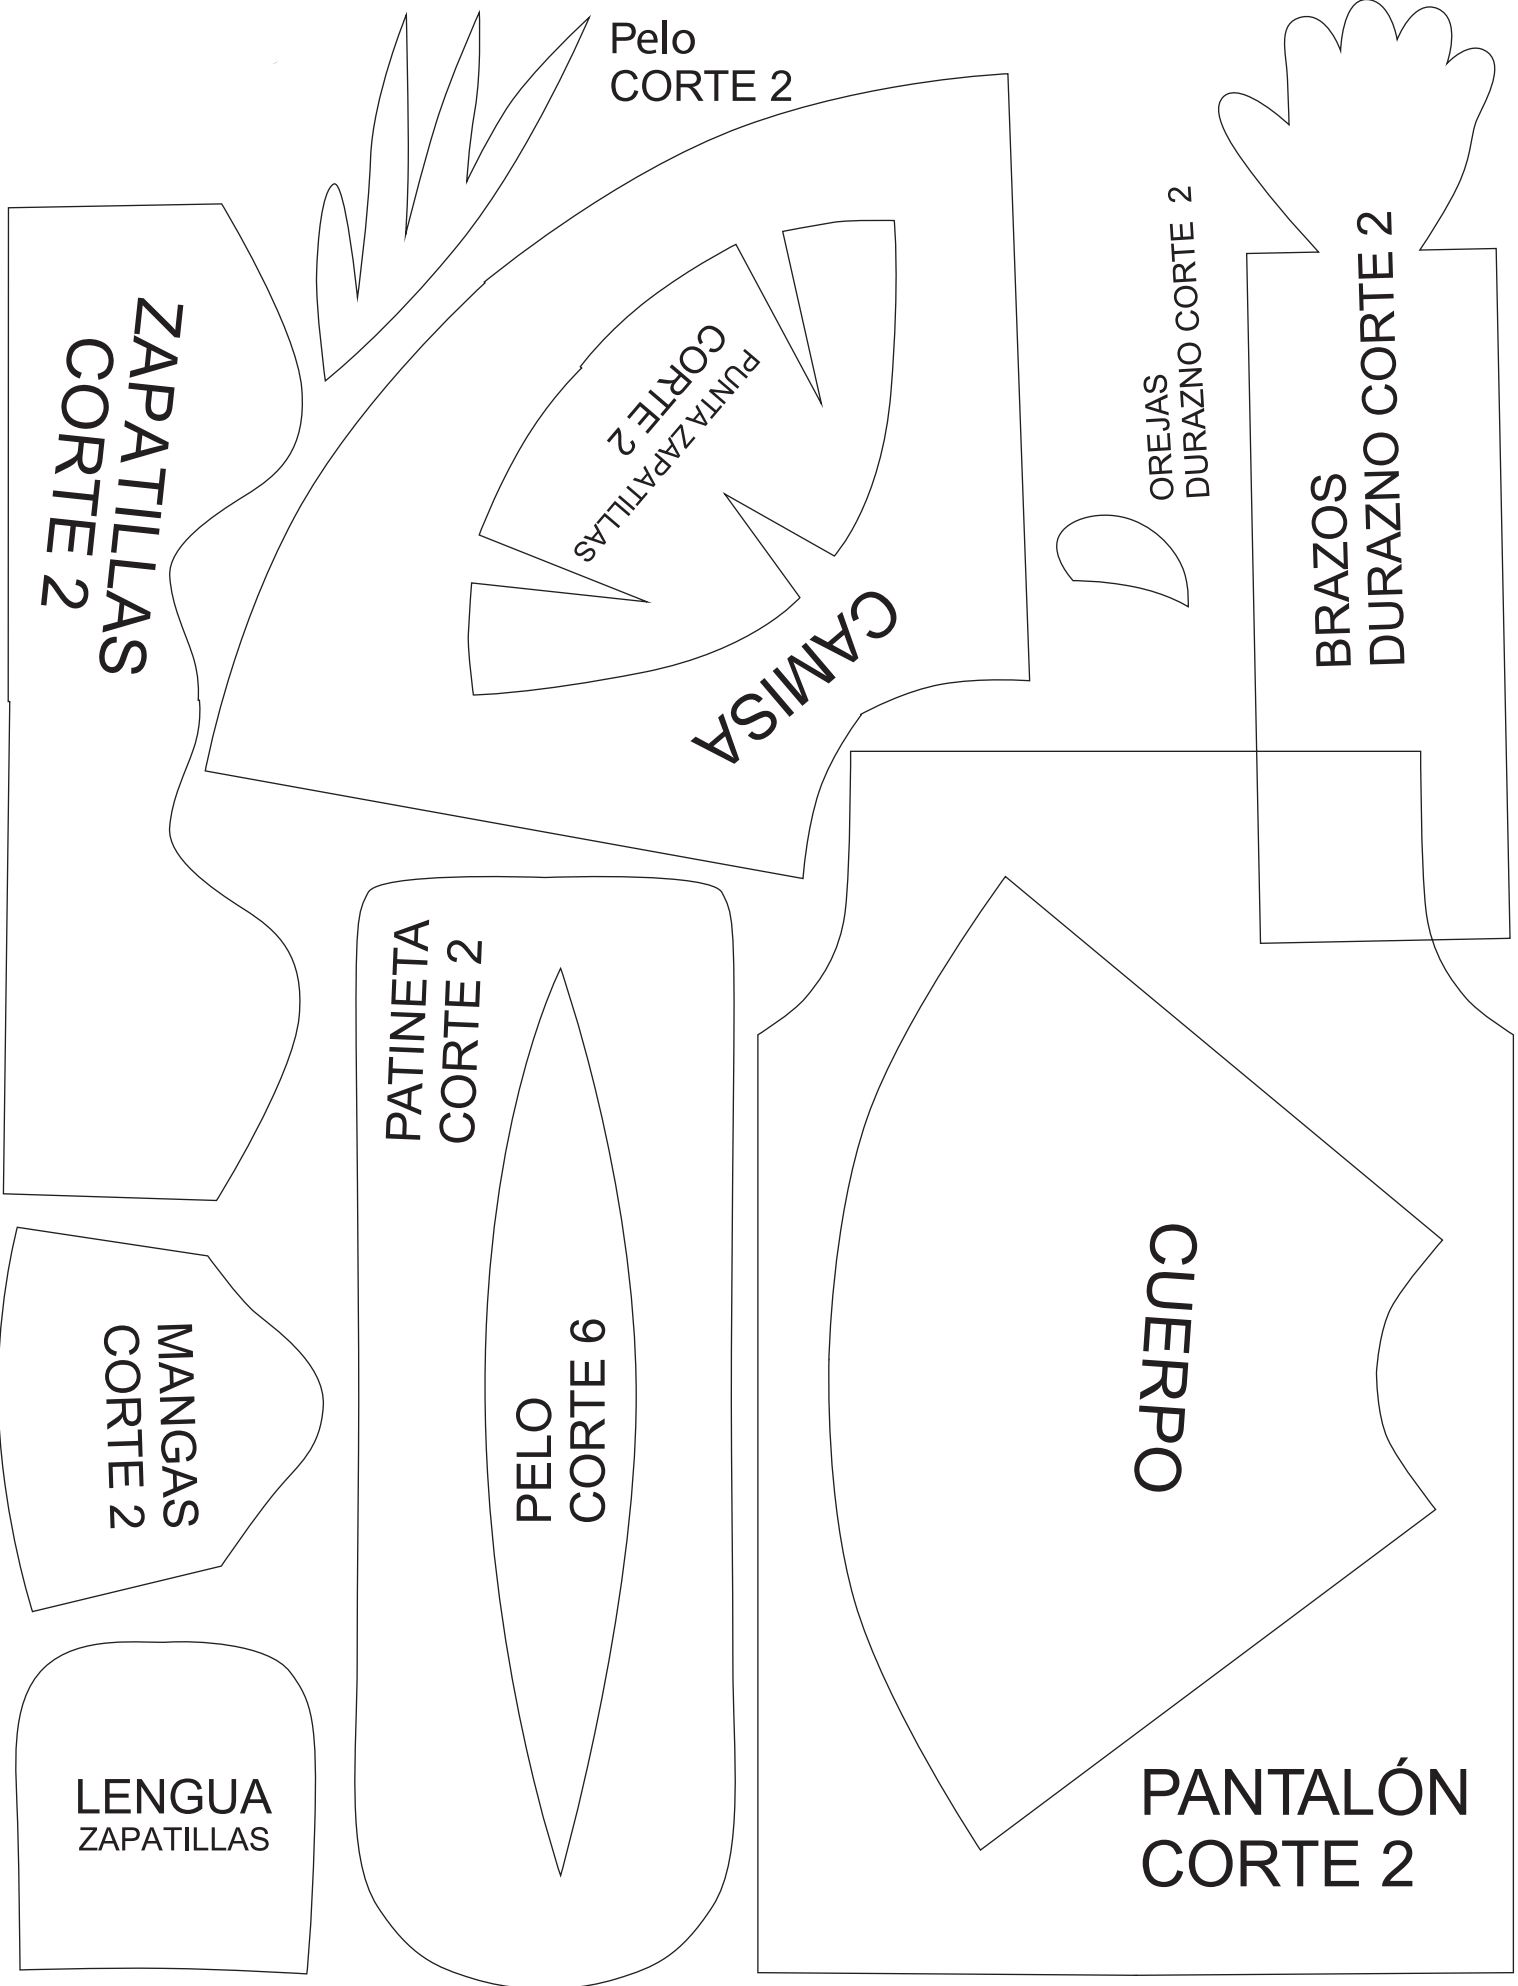 Pelo
CORTE 2
ZAPATILLAS
CORTE 2
PUNTA ZAPATILLAS
CORTE 2
CAMISA
OREJAS
DURAZNO CORTE 2
BRAZOS
DURAZNO CORTE 2
PATINETA
CORTE 2
PELO
CORTE 6
CUERPO
MANGAS
CORTE 2
LENGUA
ZAPATILLAS
PANTALÓN
CORTE 2